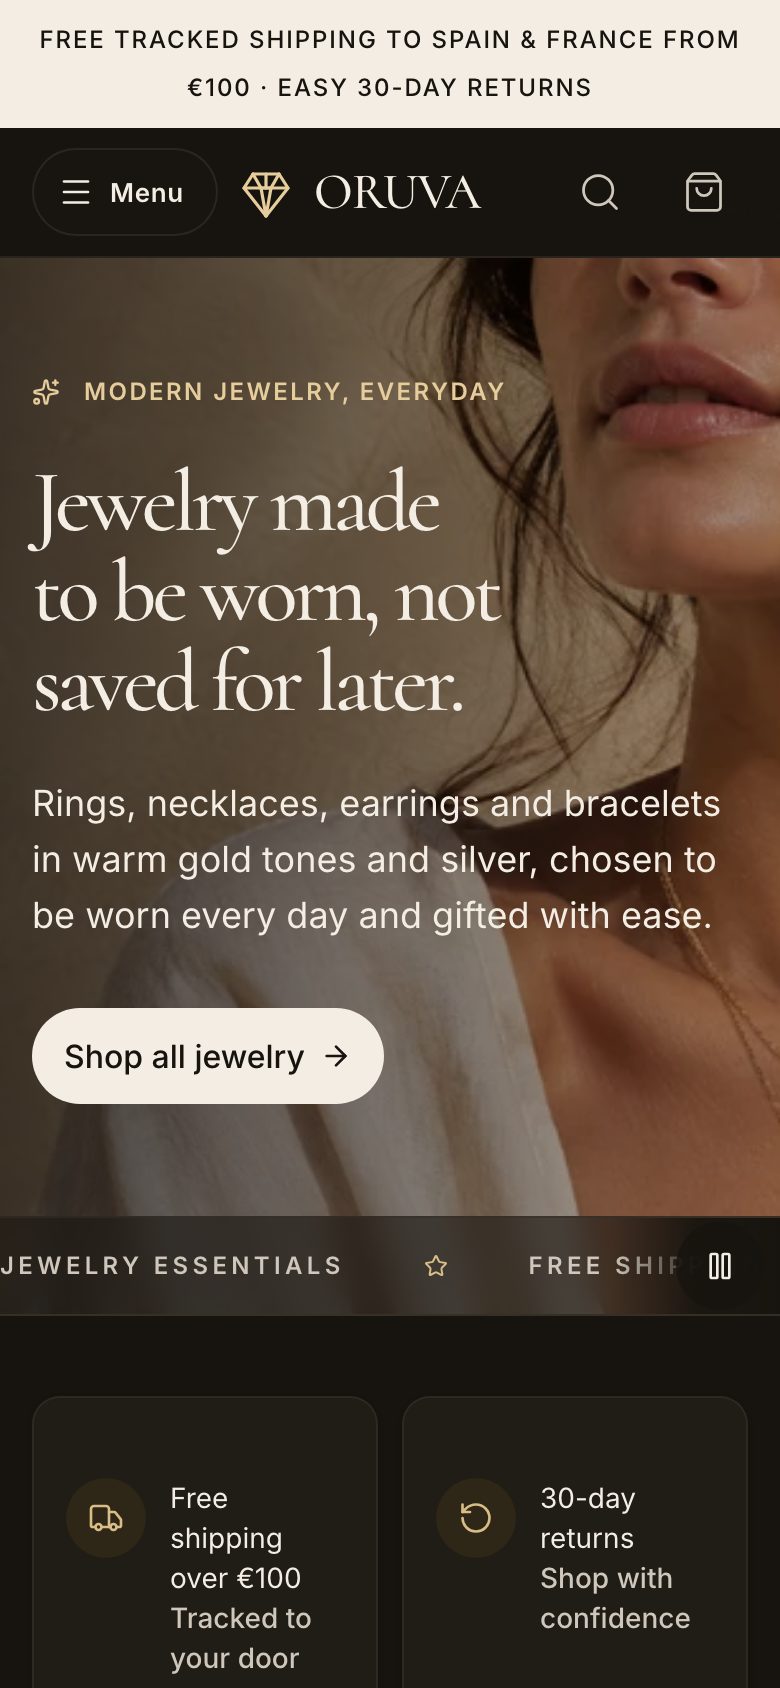 FREE TRACKED SHIPPING TO SPAIN & FRANCE FROM
€100 · EASY 30-DAY RETURNS
Menu
ORUVA
MODERN JEWELRY, EVERYDAY
Jewelry made
to be worn, not
saved for later.
Rings, necklaces, earrings and bracelets
in warm gold tones and silver, chosen to
be worn every day and gifted with ease.
Shop all jewelry
JEWELRY ESSENTIALS
FREE SHIPP
Free
shipping
over €100
Tracked to
your door
30-day
returns
Shop with
confidence